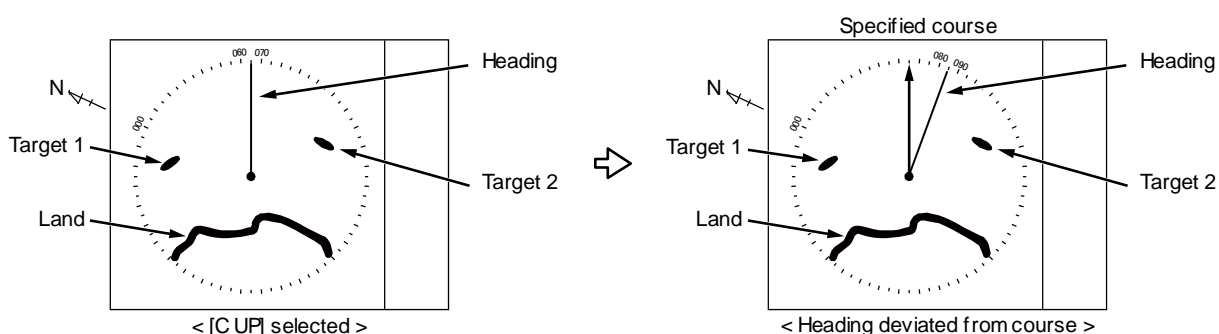 Specified course
060 070
Heading
N
000
Target 1
Target 2
Land
< [C UP] selected >
080 090
Heading
N
000
Target 1
Target 2
Land
< Heading deviated from course >